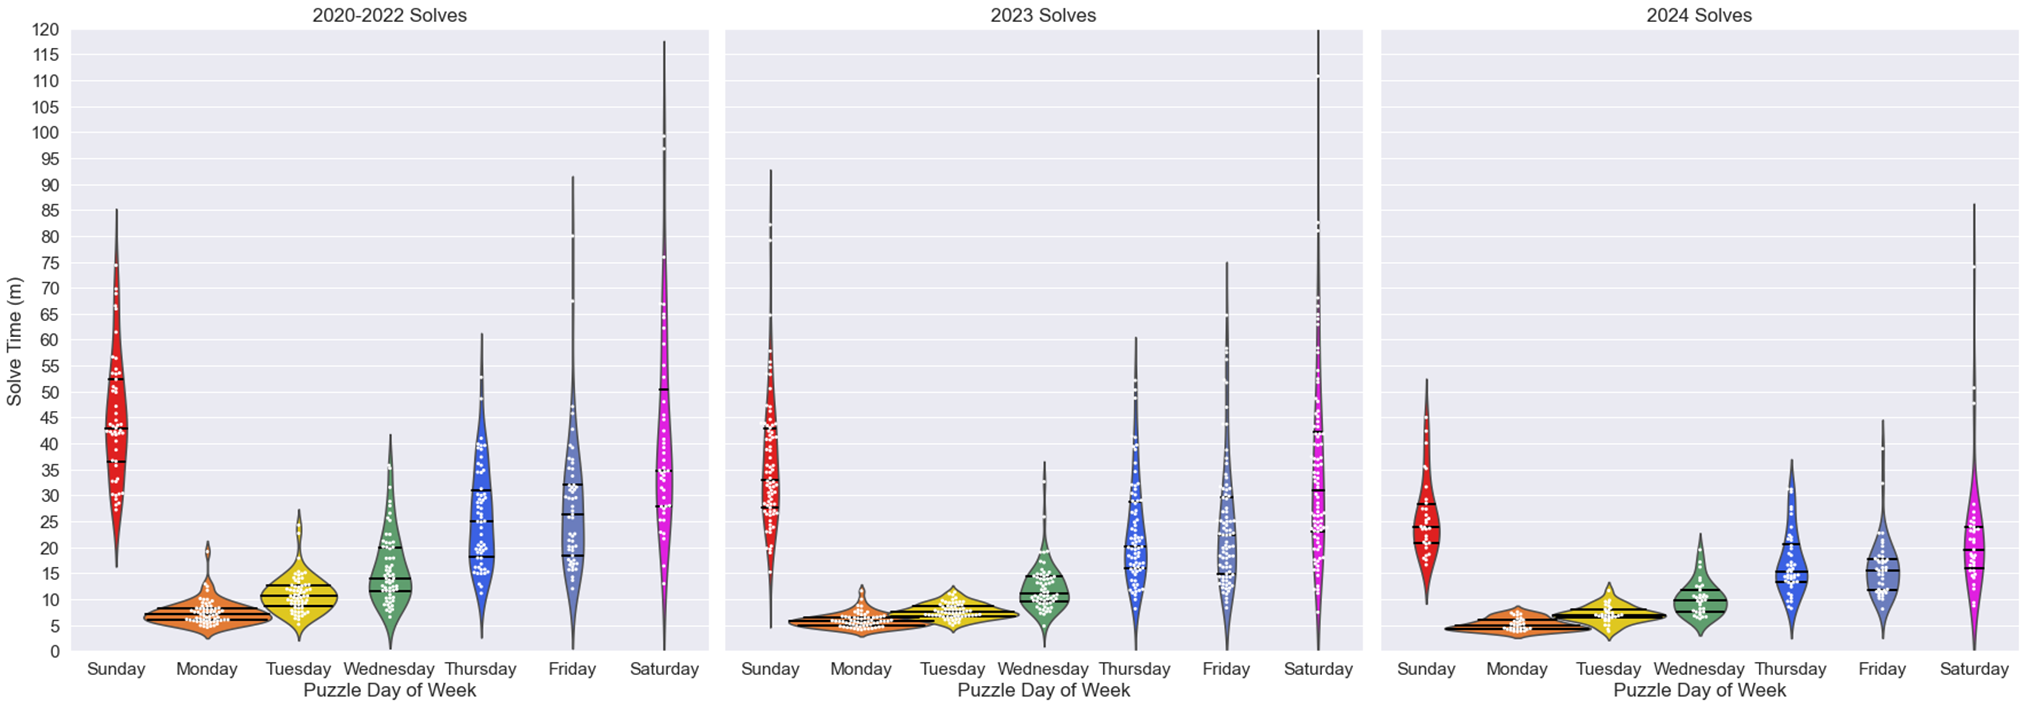 2020-2022 Solves
2023 Solves
2024 Solves
Solve Time (m)
120
115
110
105
100
95
90
85
80
75
70
65
60
55
50
45
40
35
30
25
20
15
10
5
0
Sunday Monday Tuesday Wednesday Thursday Friday Saturday
Puzzle Day of Week
Sunday Monday Tuesday Wednesday Thursday Friday Saturday
Puzzle Day of Week
Sunday Monday Tuesday Wednesday Thursday Friday Saturday
Puzzle Day of Week